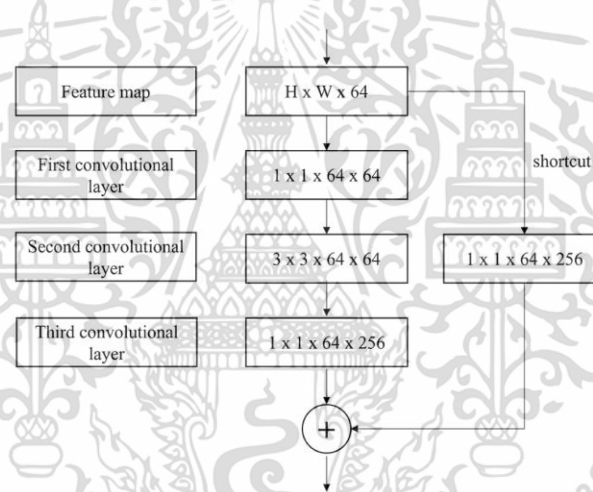 Feature map
H x W x 64
First convolutional
layer
1 x 1 x 64 x 64
shortcut
Second convolutional
layer
3 x 3 x 64 x 64
1 x 1 x 64 x 256
Third convolutional
layer
1 x 1 x 64 x 256
+